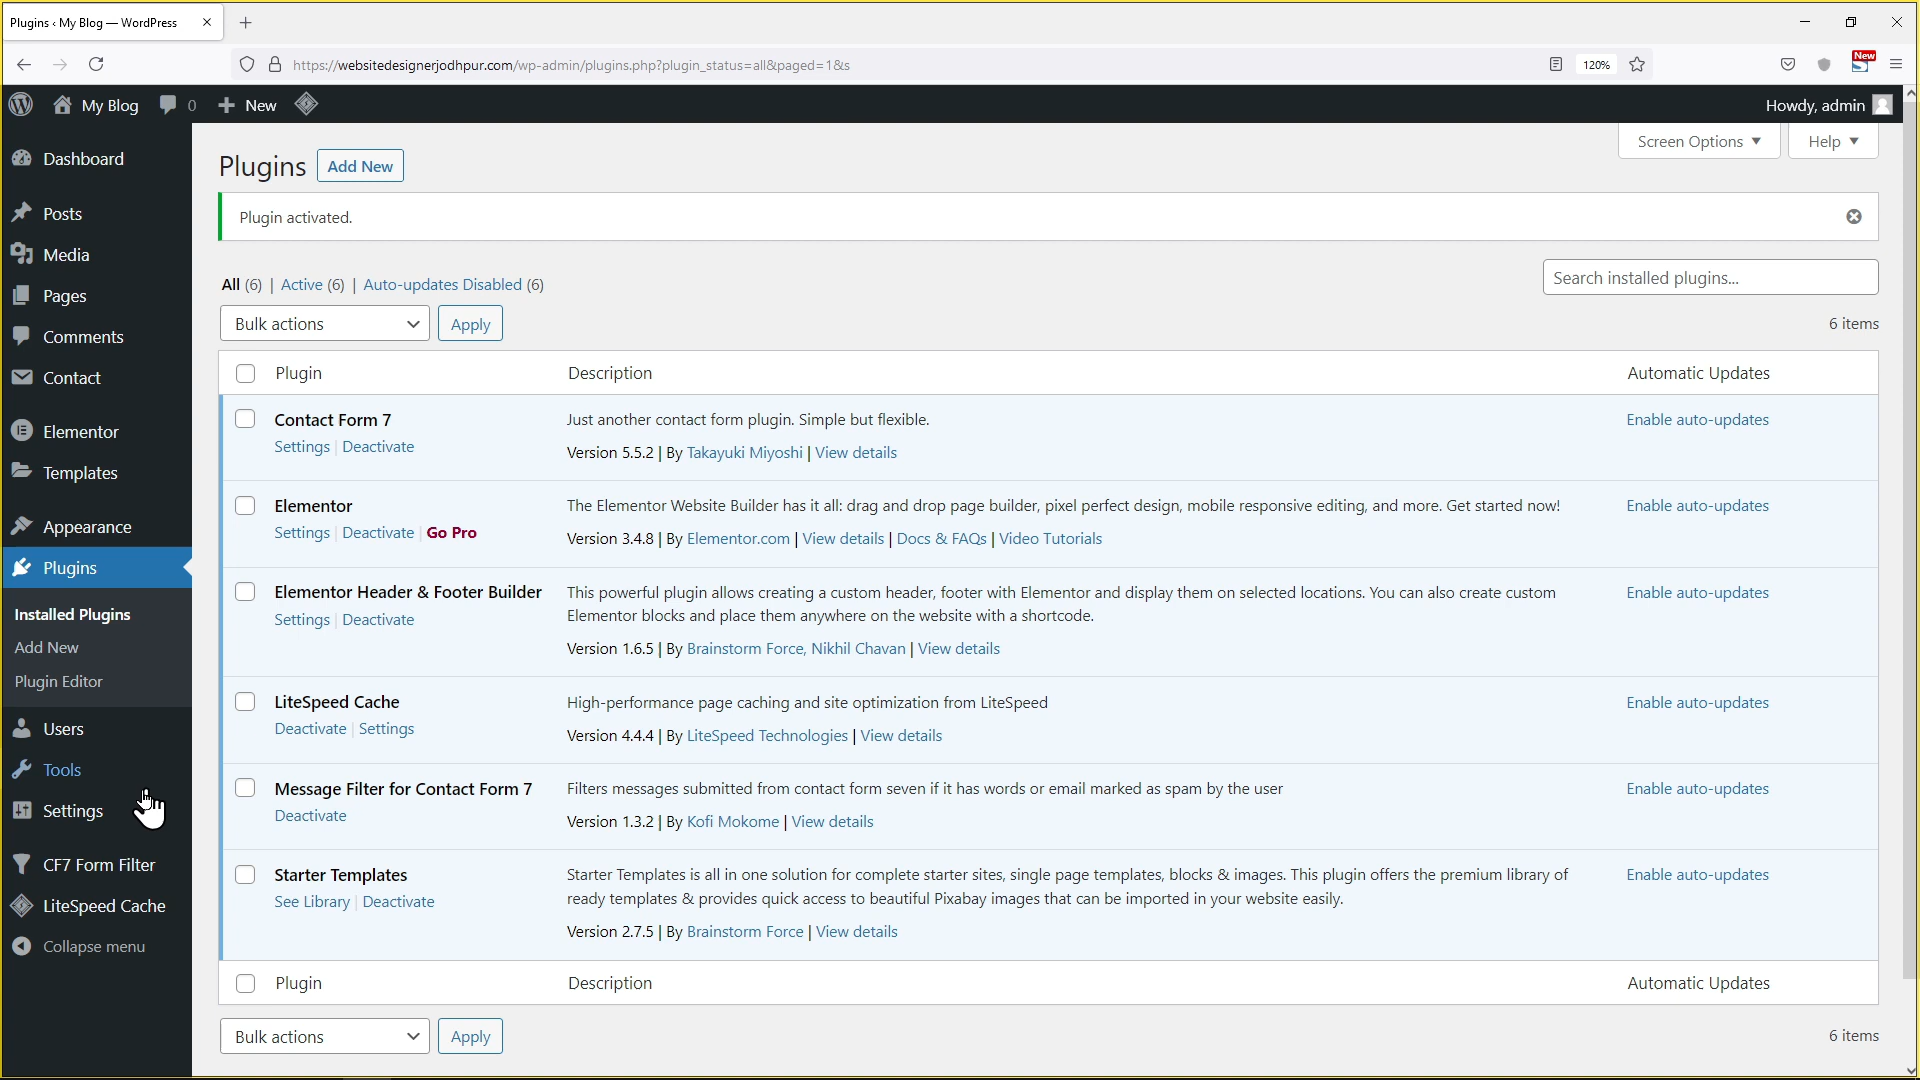 Plugins ‹ My Blog — WordPress
https://websitedesignerjodhpur.com/wp-admin/plugins.php?plugin_status=all&paged=1&s
120%
New
My Blog
0
New
Howdy, admin
Dashboard
Posts
Media
Pages
Comments
Contact
Elementor
Templates
Appearance
Plugins
Installed Plugins
Add New
Plugin Editor
Users
Tools
Settings
CF7 Form Filter
LiteSpeed Cache
Collapse menu
Screen Options
Help
Plugins
Add New
Plugin activated.
All (6) | Active (6) | Auto-updates Disabled (6)
Search installed plugins...
Bulk actions
Apply
6 items
Plugin
Description
Automatic Updates
Contact Form 7
Settings | Deactivate
Just another contact form plugin. Simple but flexible.
Version 5.5.2 | By Takayuki Miyoshi | View details
Enable auto-updates
Elementor
Settings | Deactivate | Go Pro
The Elementor Website Builder has it all: drag and drop page builder, pixel perfect design, mobile responsive editing, and more. Get started now!
Version 3.4.8 | By Elementor.com | View details | Docs & FAQs | Video Tutorials
Enable auto-updates
Elementor Header & Footer Builder
Settings | Deactivate
This powerful plugin allows creating a custom header, footer with Elementor and display them on selected locations. You can also create custom
Elementor blocks and place them anywhere on the website with a shortcode.
Version 1.6.5 | By Brainstorm Force, Nikhil Chavan | View details
Enable auto-updates
LiteSpeed Cache
Deactivate | Settings
High-performance page caching and site optimization from LiteSpeed
Version 4.4.4 | By LiteSpeed Technologies | View details
Enable auto-updates
Message Filter for Contact Form 7
Deactivate
Filters messages submitted from contact form seven if it has words or email marked as spam by the user
Version 1.3.2 | By Kofi Mokome | View details
Enable auto-updates
Starter Templates
See Library | Deactivate
Starter Templates is all in one solution for complete starter sites, single page templates, blocks & images. This plugin offers the premium library of
ready templates & provides quick access to beautiful Pixabay images that can be imported in your website easily.
Version 2.7.5 | By Brainstorm Force | View details
Enable auto-updates
Plugin
Description
Automatic Updates
Bulk actions
Apply
6 items